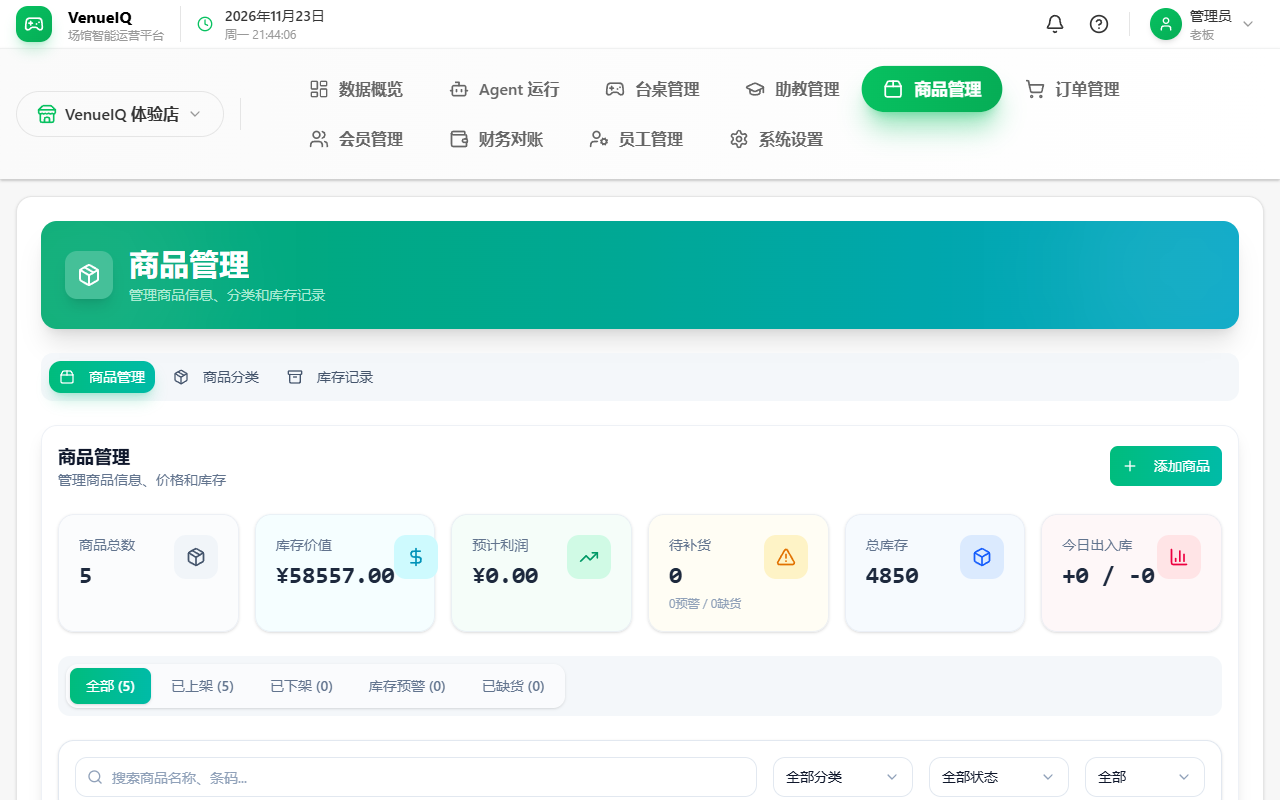 VenueIQ
场馆智能运营平台
2026年11月23日
周一 21:44:06
管理员
老板
VenueIQ 体验店
数据概览
Agent 运行
台桌管理
助教管理
商品管理
订单管理
会员管理
财务对账
员工管理
系统设置
商品管理
管理商品信息、分类和库存记录
商品管理
商品分类
库存记录
商品管理
管理商品信息、价格和库存
添加商品
商品总数
5
库存价值
¥58557.00
预计利润
¥0.00
待补货
0
0预警 / 0缺货
总库存
4850
今日出入库
+0 / -0
全部 (5)
已上架 (5)
已下架 (0)
库存预警 (0)
已缺货 (0)
搜索商品名称、条码...
全部分类
全部状态
全部